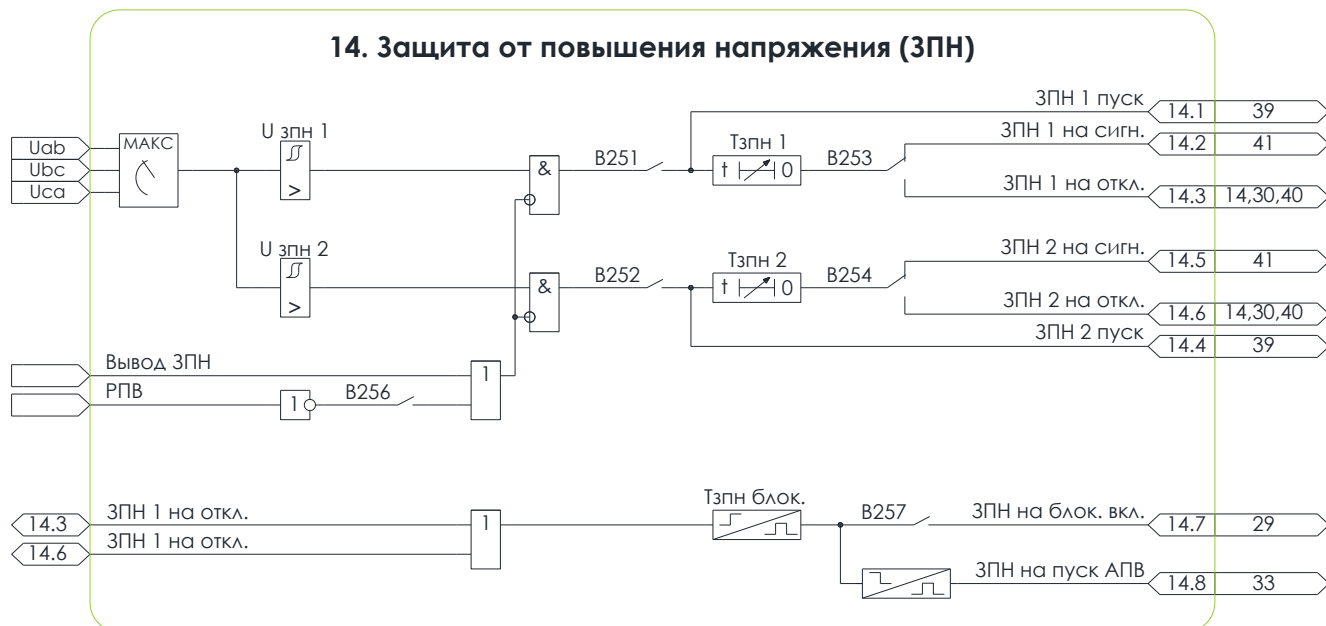 14. Защита от повышения напряжения (ЗПН)
ЗПН 1 пуск
14.1 39
U зпн 1
Тзпн 1
ЗПН 1 на сигн.
14.2 41
Uab
Ubc
Uca
МАКС
>
&
В251
t 0
В253
ЗПН 1 на откл.
14.3 14,30,40
U зпн 2
Тзпн 2
ЗПН 2 на сигн.
14.5 41
>
&
В252
t 0
В254
ЗПН 2 на откл.
14.6 14,30,40
ЗПН 2 пуск
14.4 39
Вывод ЗПН
1
РПВ
1
В256
Тзпн блок.
14.3
ЗПН 1 на откл.
1
В257
ЗПН на блок. вкл.
14.7 29
14.6
ЗПН 1 на откл.
ЗПН на пуск АПВ
14.8 33